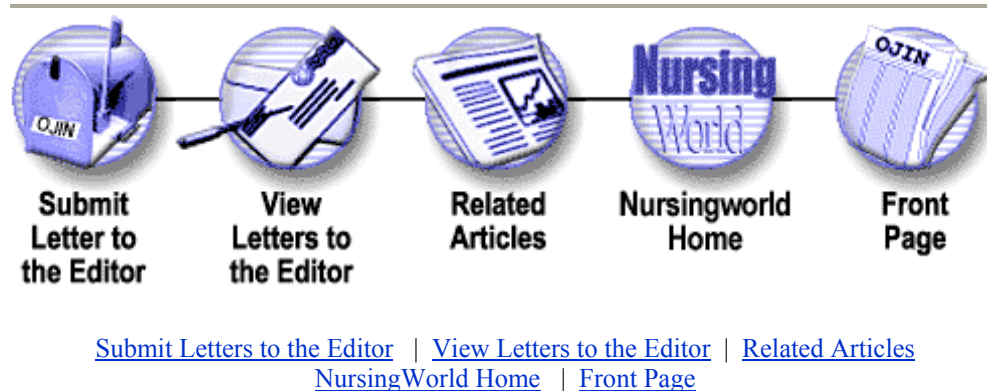 OJIN
Nursing
World
OJIN
Submit
Letter to
the Editor
View
Letters to
the Editor
Related
Articles
Nursingworld
Home
Front
Page
Submit Letters to the Editor | View Letters to the Editor | Related Articles
NursingWorld Home | Front Page